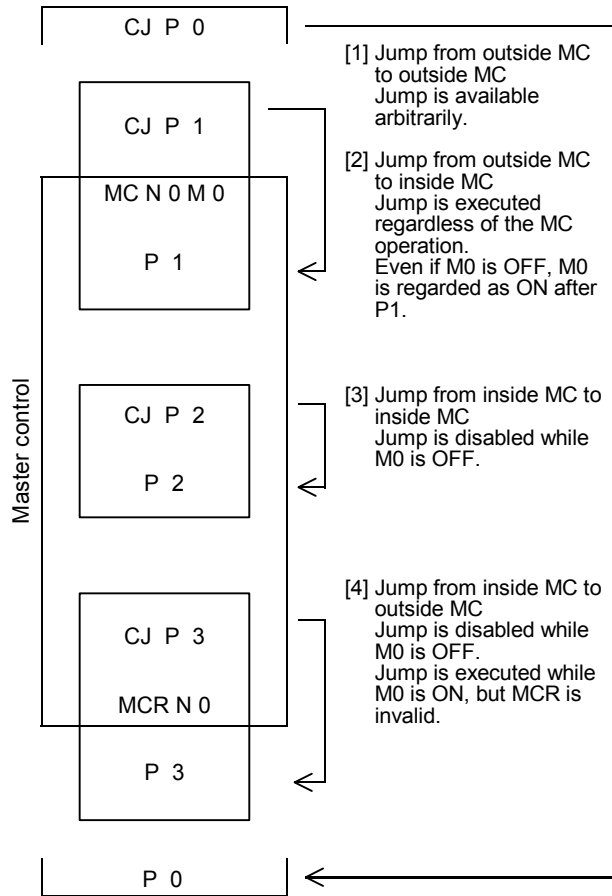 CJ P 0
[1] Jump from outside MC
to outside MC
Jump is available
arbitrarily.
CJ P 1
[2] Jump from outside MC
to inside MC
Jump is executed
regardless of the MC
operation.
Even if M0 is OFF, M0
is regarded as ON after
P1.
MC N 0 M 0
P 1
Master control
[3] Jump from inside MC to
inside MC
Jump is disabled while
M0 is OFF.
CJ P 2
P 2
[4] Jump from inside MC to
outside MC
Jump is disabled while
M0 is OFF.
Jump is executed while
M0 is ON, but MCR is
invalid.
CJ P 3
MCR N 0
P 3
P 0